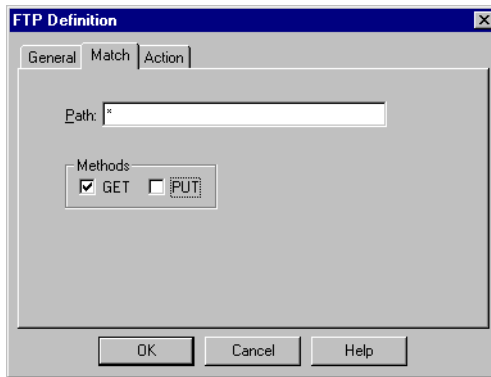 FTP Definition
General Match Action
Path: *
Methods
GET PUT
OK Cancel Help